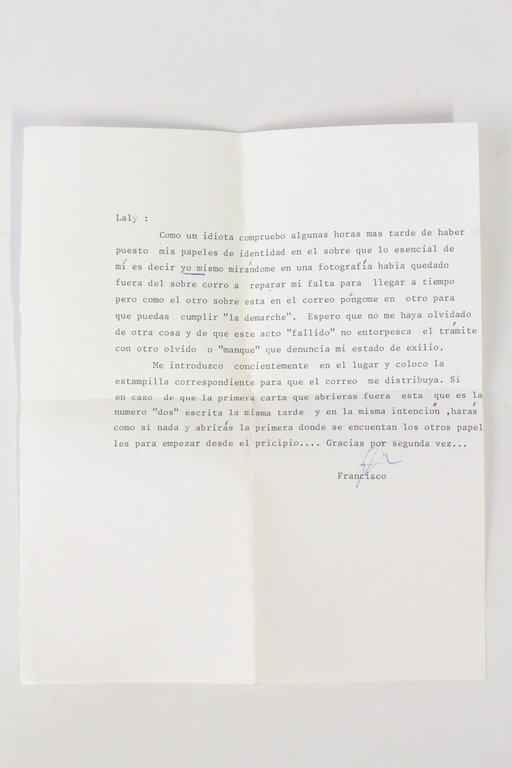 Laly :
Como un idiota compruebo algunas horas mas tarde de haber
puesto mis papeles de identidad en el sobre que lo esencial de
mí es decir yo mismo mirándome en una fotografía habia quedado
fuera del sobre corro a reparar mi falta para llegar a tiempo
pero como el otro sobre está en el correo póngome en otro para
que puedas cumplir "la demarche". Espero que no me haya olvidado
de otra cosa y de que este acto "fallido" no entorpesca el trámite
con otro olvido o "manque" que denuncia mi estado de exilio.
Me introduzco concientemente en el lugar y coloco la
estampilla correspondiente para que el correo me distribuya. Si
en caso de que la primera carta que abrieras fuera esta que es la
numero "dos" escrita la misma tarde y en la misma intención ,harás
como si nada y abrirás la primera donde se encuentan los otros papel
les para empezar desde el pricipio.... Gracias por segunda vez...
Francisco